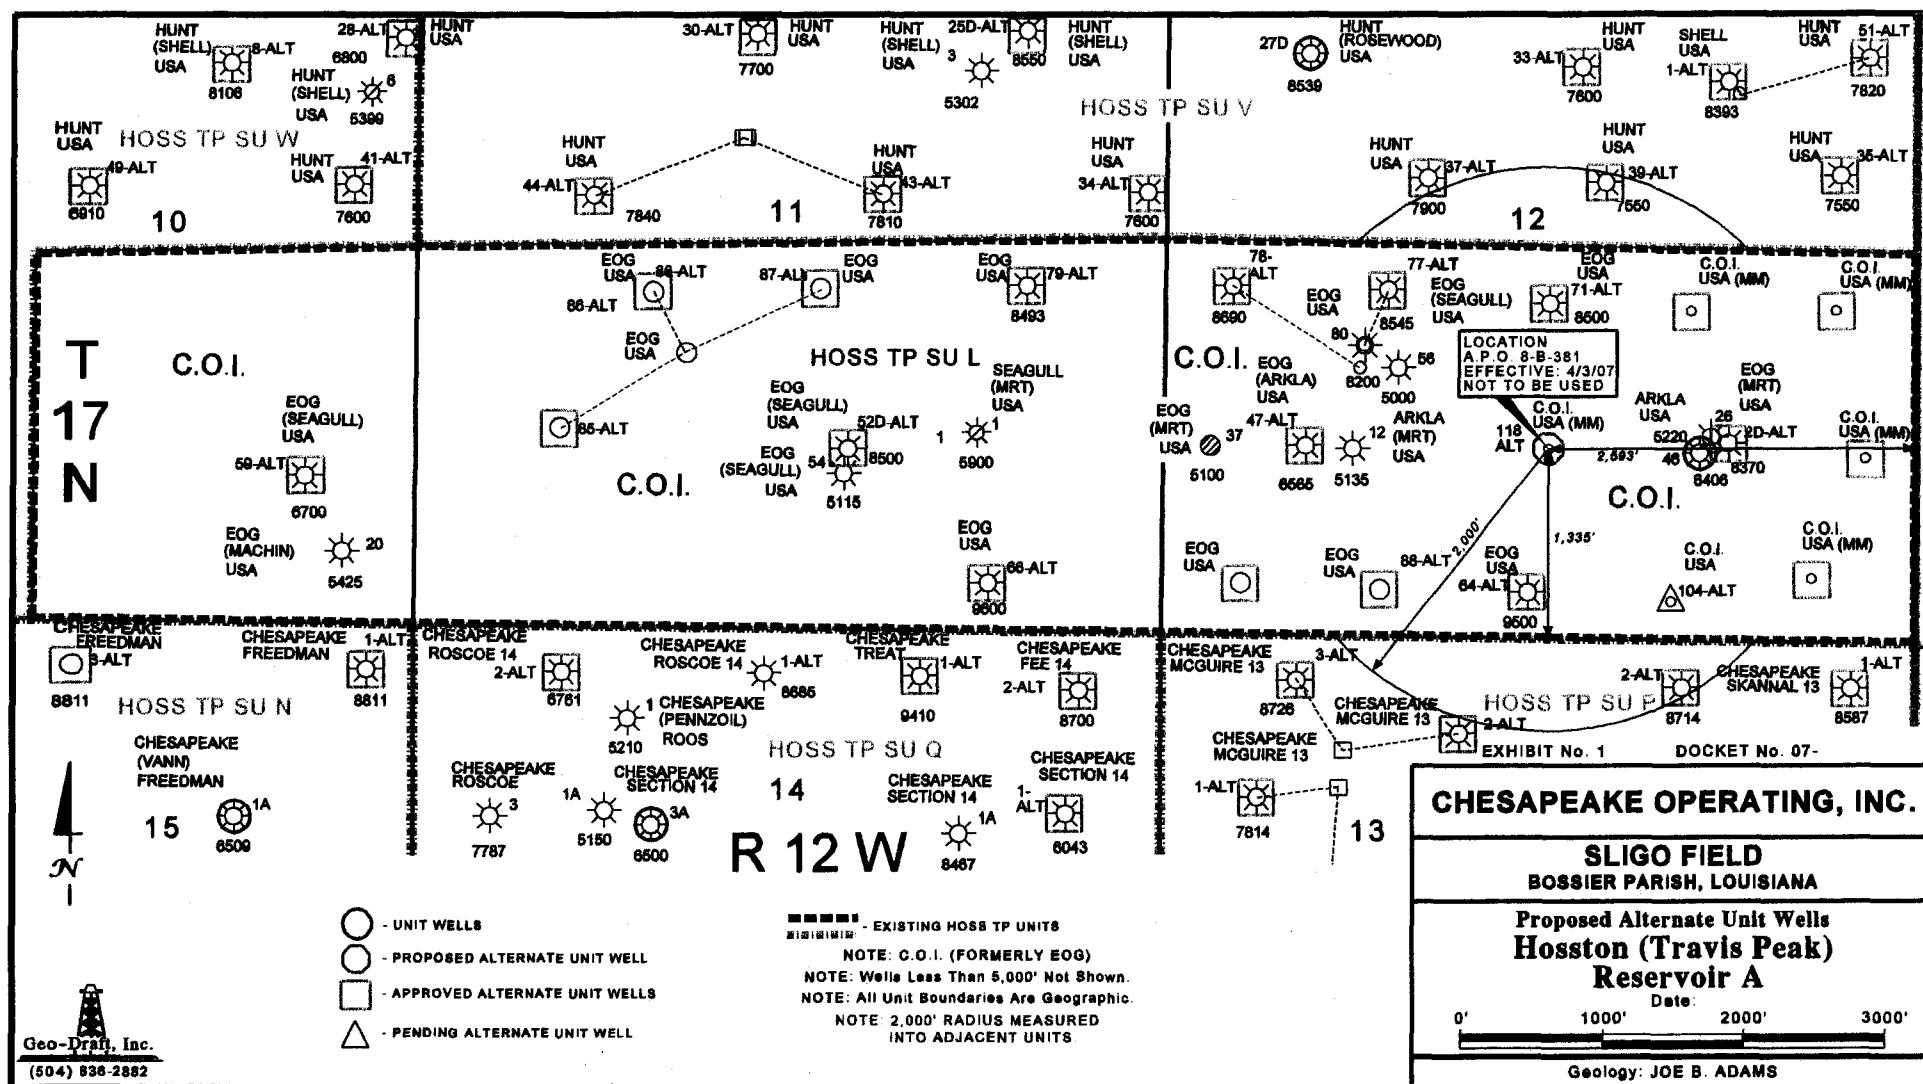 HUNT
(SHELL)
USA
8-ALT
8106
28-ALT
6800
HUNT
USA
HUNT
(SHELL)
USA
6
5399
30-ALT
HUNT
USA
7700
HUNT
(SHELL)
USA
3
5302
25D-ALT
8550
HUNT
(SHELL)
USA
27D
8539
HUNT
(ROSEWOOD)
USA
33-ALT
HUNT
USA
7600
SHELL
USA
1-ALT
8393
HUNT
USA
51-ALT
7820
HOSS TP SU V
HUNT
USA
49-ALT
6910
HOSS TP SU W
HUNT
USA
41-ALT
7600
10
HUNT
USA
44-ALT
7840
11
HUNT
USA
43-ALT
7810
HUNT
USA
34-ALT
7600
HUNT
USA
37-ALT
7900
12
HUNT
USA
39-ALT
7550
HUNT
USA
35-ALT
7550
T
17
N
C.O.I.
EOG
USA
86-ALT
EOG
USA
87-ALT
EOG
USA
EOG
USA
79-ALT
8493
78-
ALT
8690
77-ALT
EOG
USA
8545
EOG
(SEAGULL)
USA
EOG
USA
71-ALT
8500
C.O.I.
USA (MM)
C.O.I.
USA (MM)
HOSS TP SU L
C.O.I.
80
8200
56
5000
LOCATION
A.P.O. 8-B-381
EFFECTIVE: 4/3/07
NOT TO BE USED
EOG
(SEAGULL)
USA
59-ALT
6700
85-ALT
EOG
(SEAGULL)
USA
52D-ALT
8500
EOG
(SEAGULL)
USA
54
5115
SEAGULL
(MRT)
USA
1
1
5900
EOG
(MRT)
USA
37
5100
EOG
(ARKLA)
USA
47-ALT
6565
12
5135
ARKLA
(MRT)
USA
C.O.I.
USA (MM)
118
ALT
ARKLA
USA
5220
46
6406
26
EOG
(MRT)
USA
2D-ALT
8370
C.O.I.
USA (MM)
2,593'
C.O.I.
C.O.I.
2,000'
1,335'
EOG
(MACHIN)
USA
20
5425
EOG
USA
66-ALT
9600
EOG
USA
EOG
USA
88-ALT
EOG
USA
64-ALT
9500
C.O.I.
USA
104-ALT
C.O.I.
USA (MM)
CHESAPEAKE
FREEDMAN
3-ALT
8811
CHESAPEAKE
FREEDMAN
1-ALT
8811
CHESAPEAKE
ROSCOE 14
2-ALT
6761
CHESAPEAKE
ROSCOE 14
1-ALT
8685
CHESAPEAKE
TREAT
1-ALT
9410
CHESAPEAKE
FEE 14
2-ALT
8700
CHESAPEAKE
MCGUIRE 13
3-ALT
8726
CHESAPEAKE
MCGUIRE 13
2-ALT
HOSS TP SU P
2-ALT
8714
CHESAPEAKE
SKANNAL 13
1-ALT
8587
HOSS TP SU N
1
CHESAPEAKE
(PENNZOIL)
ROOS
5210
HOSS TP SU Q
CHESAPEAKE
MCGUIRE 13
1-ALT
7814
EXHIBIT No. 1
DOCKET No. 07-
CHESAPEAKE
(VANN)
FREEDMAN
1A
6509
15
CHESAPEAKE
ROSCOE
3
7787
1A
5150
CHESAPEAKE
SECTION 14
3A
6500
14
CHESAPEAKE
SECTION 14
1A
8467
CHESAPEAKE
SECTION 14
1-
ALT
6043
13
R 12 W
N
CHESAPEAKE OPERATING, INC.
SLIGO FIELD
BOSSIER PARISH, LOUISIANA
Proposed Alternate Unit Wells
Hosston (Travis Peak)
Reservoir A
Date:
0' 1000' 2000' 3000'
Geology: JOE B. ADAMS
- UNIT WELLS
- PROPOSED ALTERNATE UNIT WELL
- APPROVED ALTERNATE UNIT WELLS
- PENDING ALTERNATE UNIT WELL
- EXISTING HOSS TP UNITS
NOTE: C.O.I. (FORMERLY EOG)
NOTE: Wells Less Than 5,000' Not Shown.
NOTE: All Unit Boundaries Are Geographic.
NOTE: 2,000' RADIUS MEASURED
INTO ADJACENT UNITS.
Geo-Draft, Inc.
(504) 836-2882